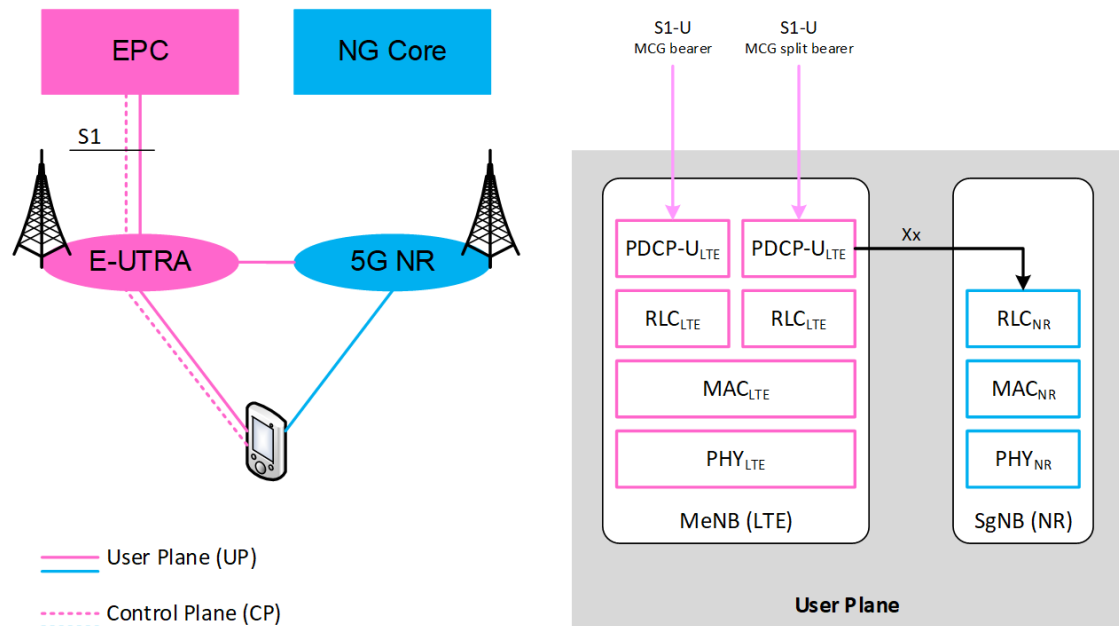 EPC
NG Core
S1
E-UTRA
5G NR
User Plane (UP)
Control Plane (CP)
S1-U
MCG bearer
S1-U
MCG split bearer
PDCP-U LTE
PDCP-U LTE
Xx
RLC LTE
RLC LTE
RLC NR
MAC LTE
MAC NR
PHY LTE
PHY NR
MeNB (LTE)
SgNB (NR)
User Plane